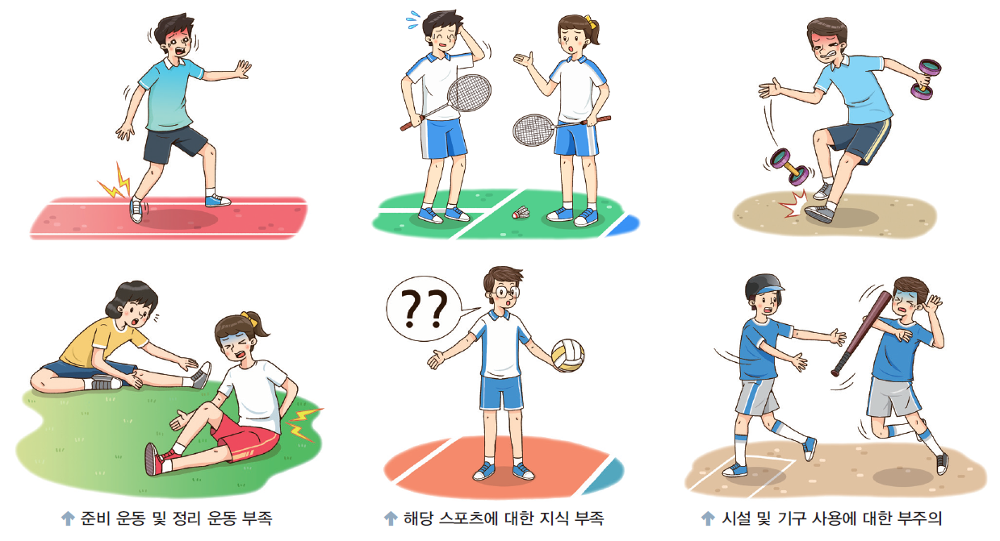 ??
준비 운동 및 정리 운동 부족
해당 스포츠에 대한 지식 부족
시설 및 기구 사용에 대한 부주의